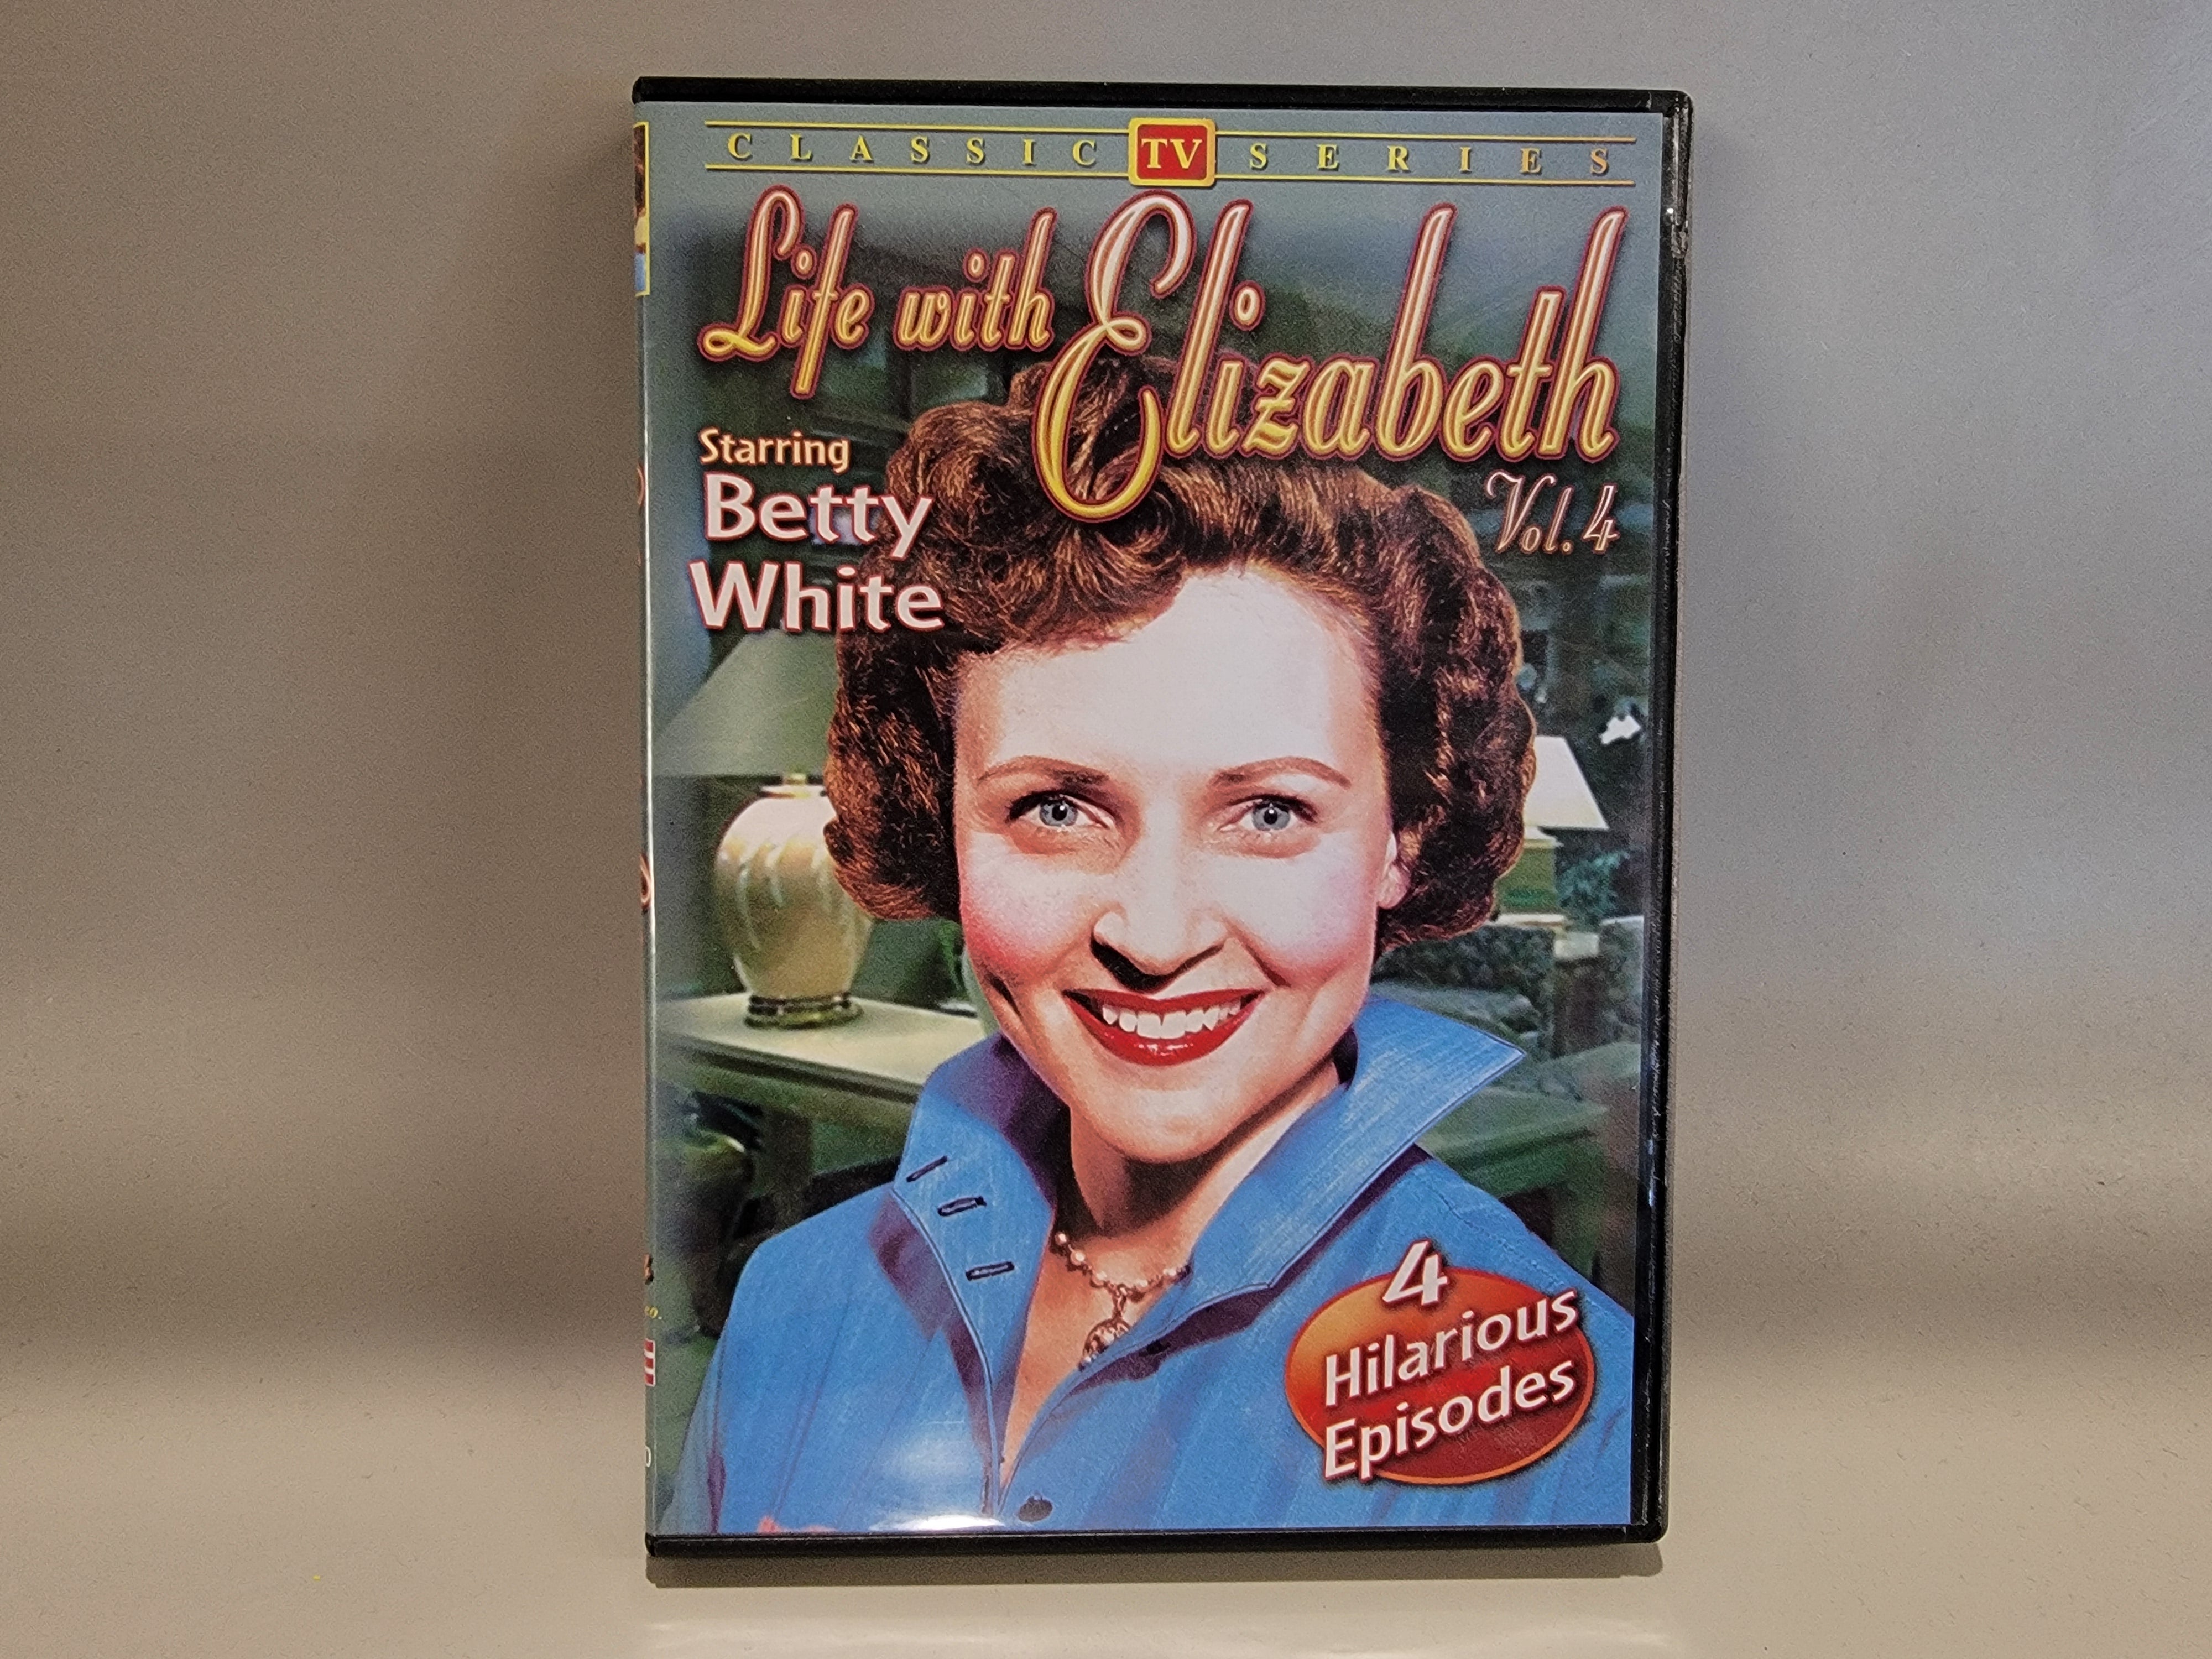 CLASSIC TV SERIES
Life with Elizabeth
Vol. 4
Starring
Betty
White
4
Hilarious
Episodes